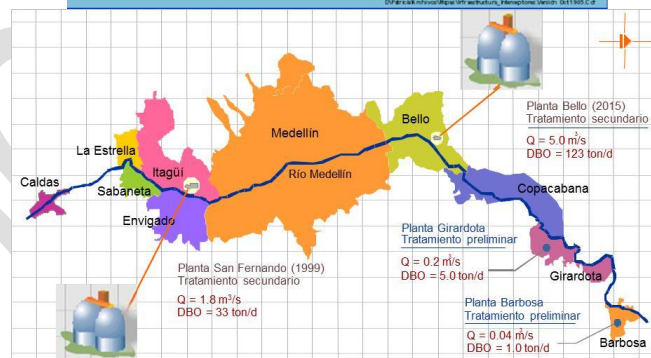 Planta Bello (2015)
Tratamiento secundario
Q = 5.0 m³/s
DBO = 123 ton/d
Bello
Medellín
La Estrella
Itagüí
Río Medellín
Caldas
Sabaneta
Copacabana
Envigado
Planta Girardota
Tratamiento preliminar
Q = 0.2 m³/s
DBO = 5.0 ton/d
Planta San Fernando (1999)
Tratamiento secundario
Q = 1.8 m³/s
DBO = 33 ton/d
Girardota
Planta Barbosa
Tratamiento preliminar
Q = 0.04 m³/s
DBO = 1.0 ton/d
Barbosa